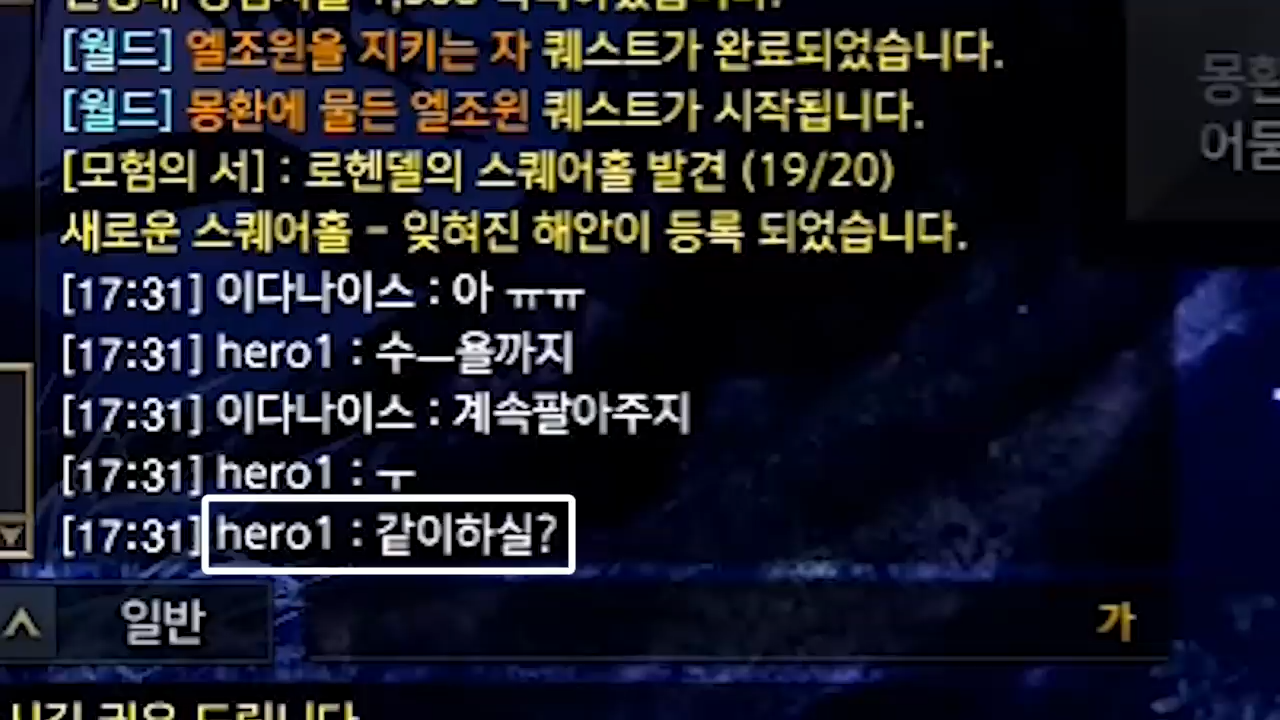 [월드] 엘조윈을 지키는 자 퀘스트가 완료되었습니다.
[월드] 몽환에 물든 엘조윈 퀘스트가 시작됩니다.
[모험의 서] : 로헨델의 스퀘어홀 발견 (19/20)
새로운 스퀘어홀 - 잊혀진 해안이 등록 되었습니다.
[17:31] 이다나이스 : 아 ㅠㅠ
[17:31] hero1 : 수ㅡ욜까지
[17:31] 이다나이스 : 계속팔아주지
[17:31] hero1 : ㅜ
[17:31] hero1 : 같이하실?
일반
가
몽환